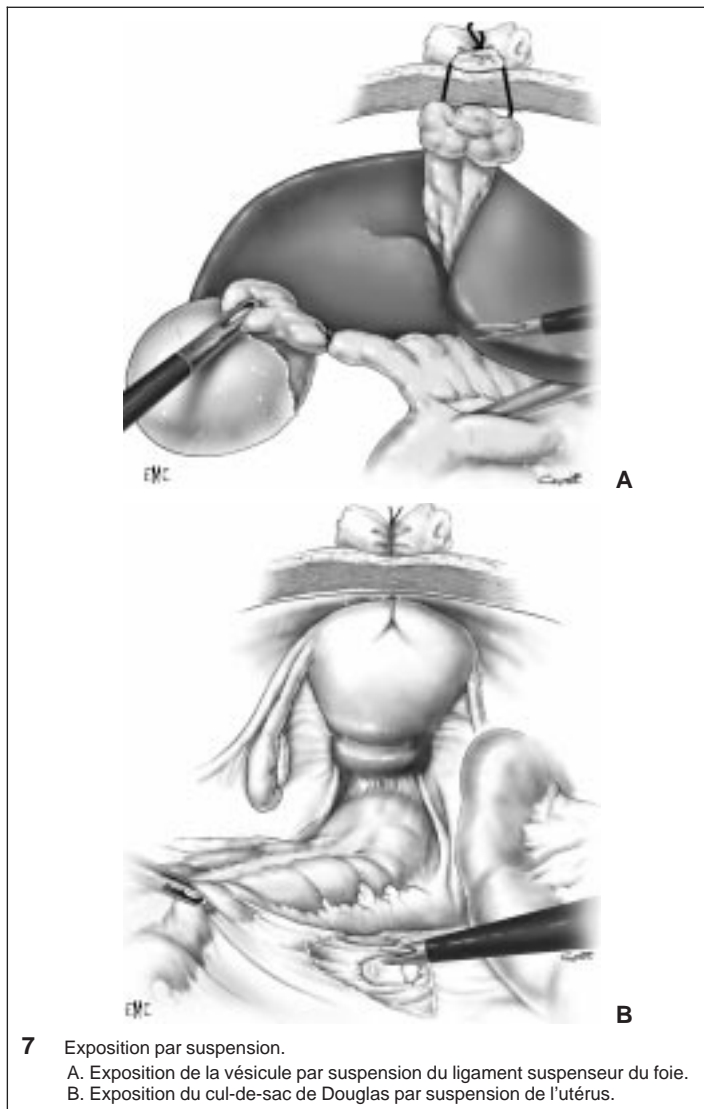 EMC
A
EMC
B
7 Exposition par suspension.
A. Exposition de la vésicule par suspension du ligament suspenseur du foie.
B. Exposition du cul-de-sac de Douglas par suspension de l'utérus.